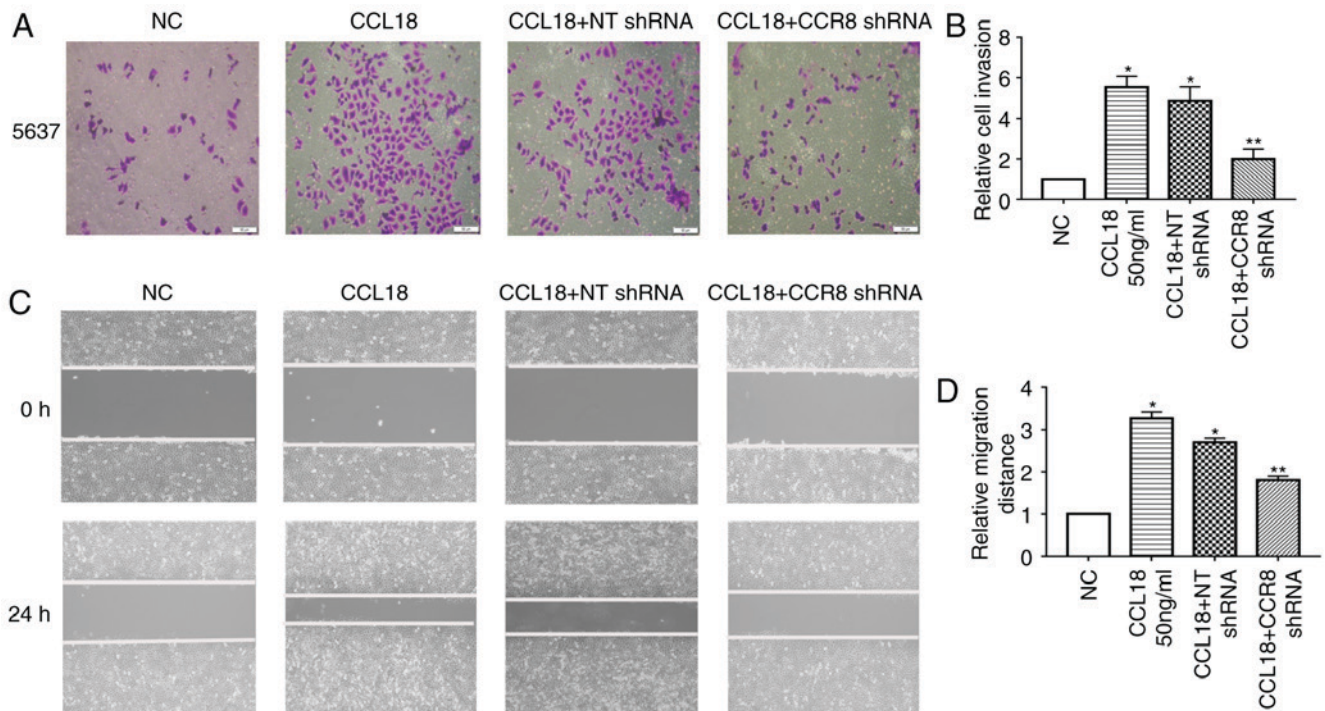 A
NC
CCL18
CCL18+NT shRNA
CCL18+CCR8 shRNA
5637
B
Relative cell invasion
8
6
4
2
0
*
*
**
NC
CCL18
50ng/ml
CCL18+NT
shRNA
CCL18+CCR8
shRNA
C
NC
CCL18
CCL18+NT shRNA
CCL18+CCR8 shRNA
0 h
24 h
D
Relative migration
distance
4
3
2
1
0
*
*
**
NC
CCL18
50ng/ml
CCL18+NT
shRNA
CCL18+CCR8
shRNA